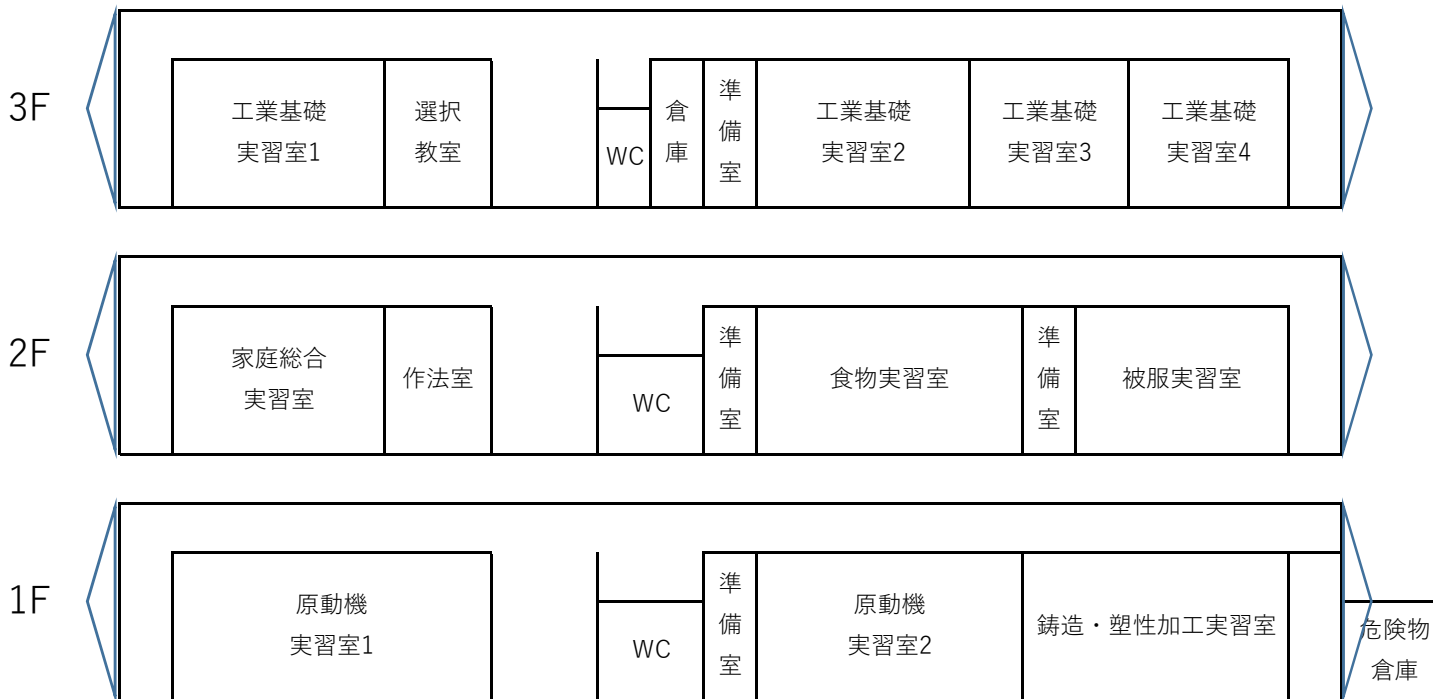 3F
工業基礎
実習室1
選択
教室
WC
倉
庫
準
備
室
工業基礎
実習室2
工業基礎
実習室3
工業基礎
実習室4
2F
家庭総合
実習室
作法室
WC
準
備
室
食物実習室
準
備
室
被服実習室
1F
原動機
実習室1
WC
準
備
室
原動機
実習室2
鋳造・塑性加工実習室
危険物
倉庫